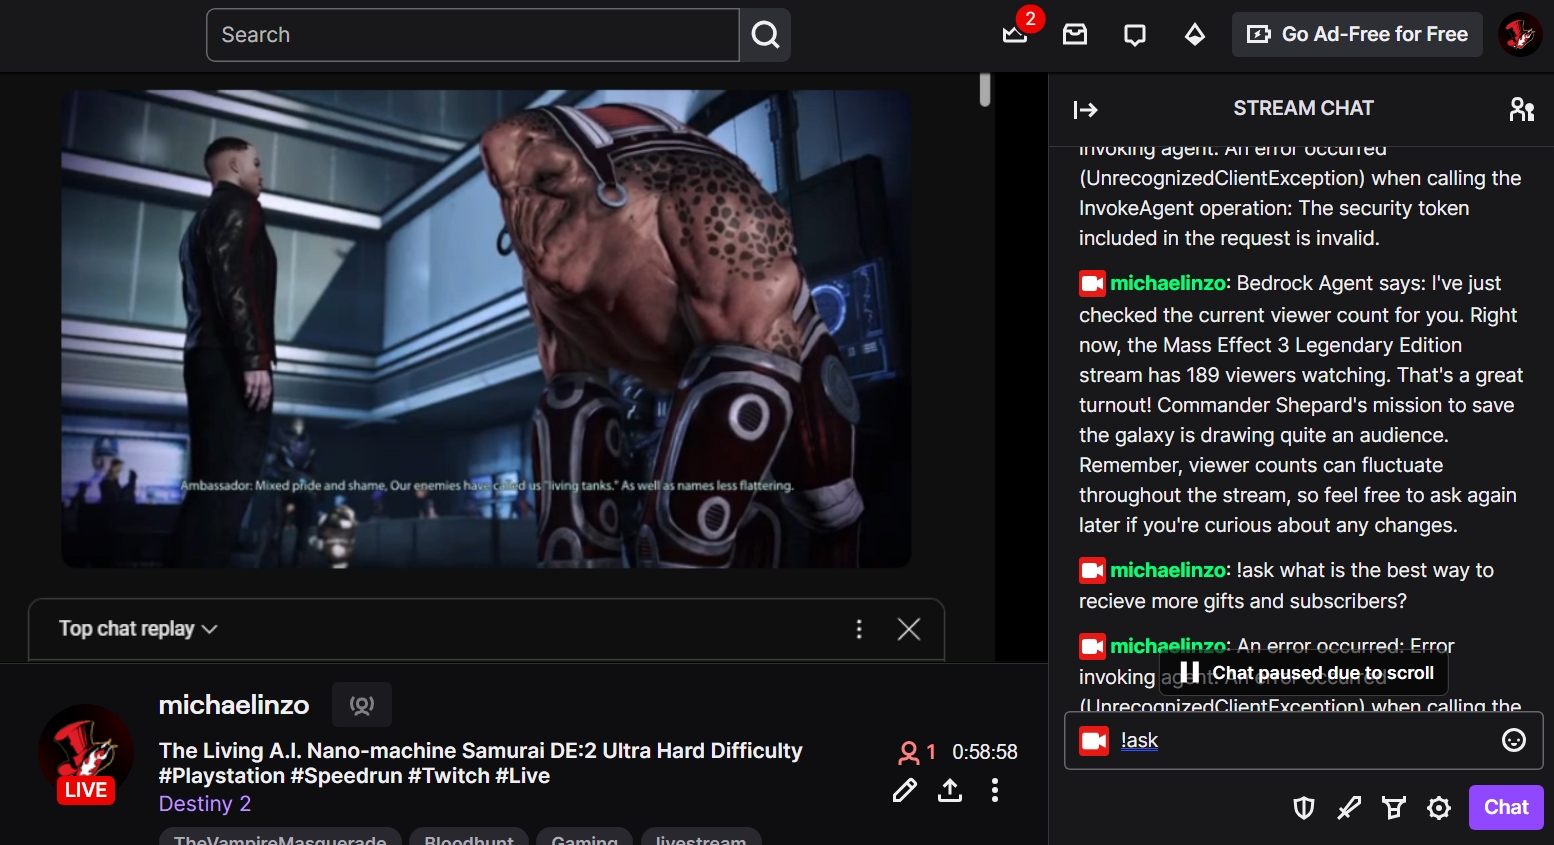 Search
2
Go Ad-Free for Free
STREAM CHAT
invoking agent: An error occurred
(UnrecognizedClientException) when calling the
InvokeAgent operation: The security token
included in the request is invalid.
michaelinzo: Bedrock Agent says: I've just
checked the current viewer count for you. Right
now, the Mass Effect 3 Legendary Edition
stream has 189 viewers watching. That's a great
turnout! Commander Shepard's mission to save
the galaxy is drawing quite an audience.
Remember, viewer counts can fluctuate
throughout the stream, so feel free to ask again
later if you're curious about any changes.
michaelinzo: !ask what is the best way to
recieve more gifts and subscribers?
michaelinzo: An error occurred: Error
invoking agent: An error occurred
Chat paused due to scroll
(UnrecognizedClientException) when calling the
!ask
Chat
Ambassador: Mixed pride and shame, Our enemies have called us "living tanks." As well as names less flattering.
Top chat replay
michaelinzo
The Living A.I. Nano-machine Samurai DE:2 Ultra Hard Difficulty
#Playstation #Speedrun #Twitch #Live
Destiny 2
LIVE
1 0:58:58
TheVampireMasquerade Bloodhunt Gaming livestream